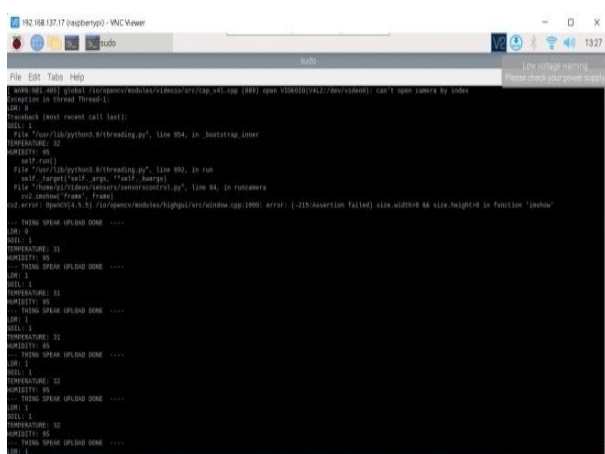 192.168.137.17 (raspberrypi) - VNC Viewer
sudo
13:27
sudo
Low voltage warning
Please check your power supply
File Edit Tabs Help
[ WARN:0@1.405] global /io/opencv/modules/videoio/src/cap_v4l.cpp (889) open VIDEOIO(V4L2:/dev/video0): can't open camera by index
Exception in thread Thread-1:
LDR: 0
Traceback (most recent call last):
SOIL: 1
File "/usr/lib/python3.9/threading.py", line 954, in _bootstrap_inner
TEMPERATURE: 32
HUMIDITY: 95
self.run()
File "/usr/lib/python3.9/threading.py", line 892, in run
self._target(*self._args, **self._kwargs)
File "/home/pi/Videos/sensors/sensorscontrol.py", line 84, in runcamera
cv2.imshow('frame', frame)
cv2.error: OpenCV(4.5.5) /io/opencv/modules/highgui/src/window.cpp:1000: error: (-215:Assertion failed) size.width>0 && size.height>0 in function 'imshow'
--- THING SPEAK UPLOAD DONE ----
LDR: 0
SOIL: 1
TEMPERATURE: 31
HUMIDITY: 95
--- THING SPEAK UPLOAD DONE ----
LDR: 1
SOIL: 1
TEMPERATURE: 31
HUMIDITY: 95
--- THING SPEAK UPLOAD DONE ----
LDR: 1
SOIL: 1
TEMPERATURE: 31
HUMIDITY: 95
--- THING SPEAK UPLOAD DONE ----
LDR: 1
SOIL: 1
TEMPERATURE: 32
HUMIDITY: 95
--- THING SPEAK UPLOAD DONE ----
LDR: 1
SOIL: 1
TEMPERATURE: 32
HUMIDITY: 95
--- THING SPEAK UPLOAD DONE ----
LDR: 1